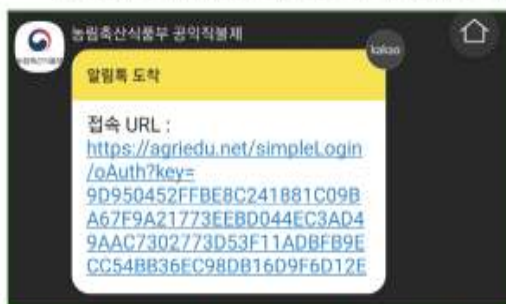 농림축산식품부 공익직불제
kakao
알림톡 도착
접속 URL :
https://agriedu.net/simpleLogin
/oAuth?key=
9D950452FFBE8C241881C09B
A67F9A21773EEBD044EC3AD4
9AAC7302773D53F11ADBFB9E
CC54BB36EC98DB16D9F6D12E